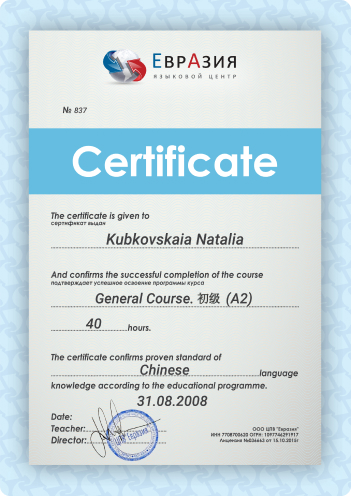 ЕВРАЗИЯ
ЯЗЫКОВОЙ ЦЕНТР
№ 837
Certificate
The certificate is given to
сертификат выдан
Kubkovskaia Natalia
And confirms the successful completion of the course
подтверждает успешное освоение программы курса
General Course. 初级 (A2)
40 hours.
The certificate confirms proven standard of
Chinese language
knowledge according to the educational programme.
31.08.2008
Date:
Teacher:
Director:
ООО ЦПВ "Евразия"
ИНН 7708700620 ОГРН: 1097746291917
Лицензия №036663 от 15.10.2015г